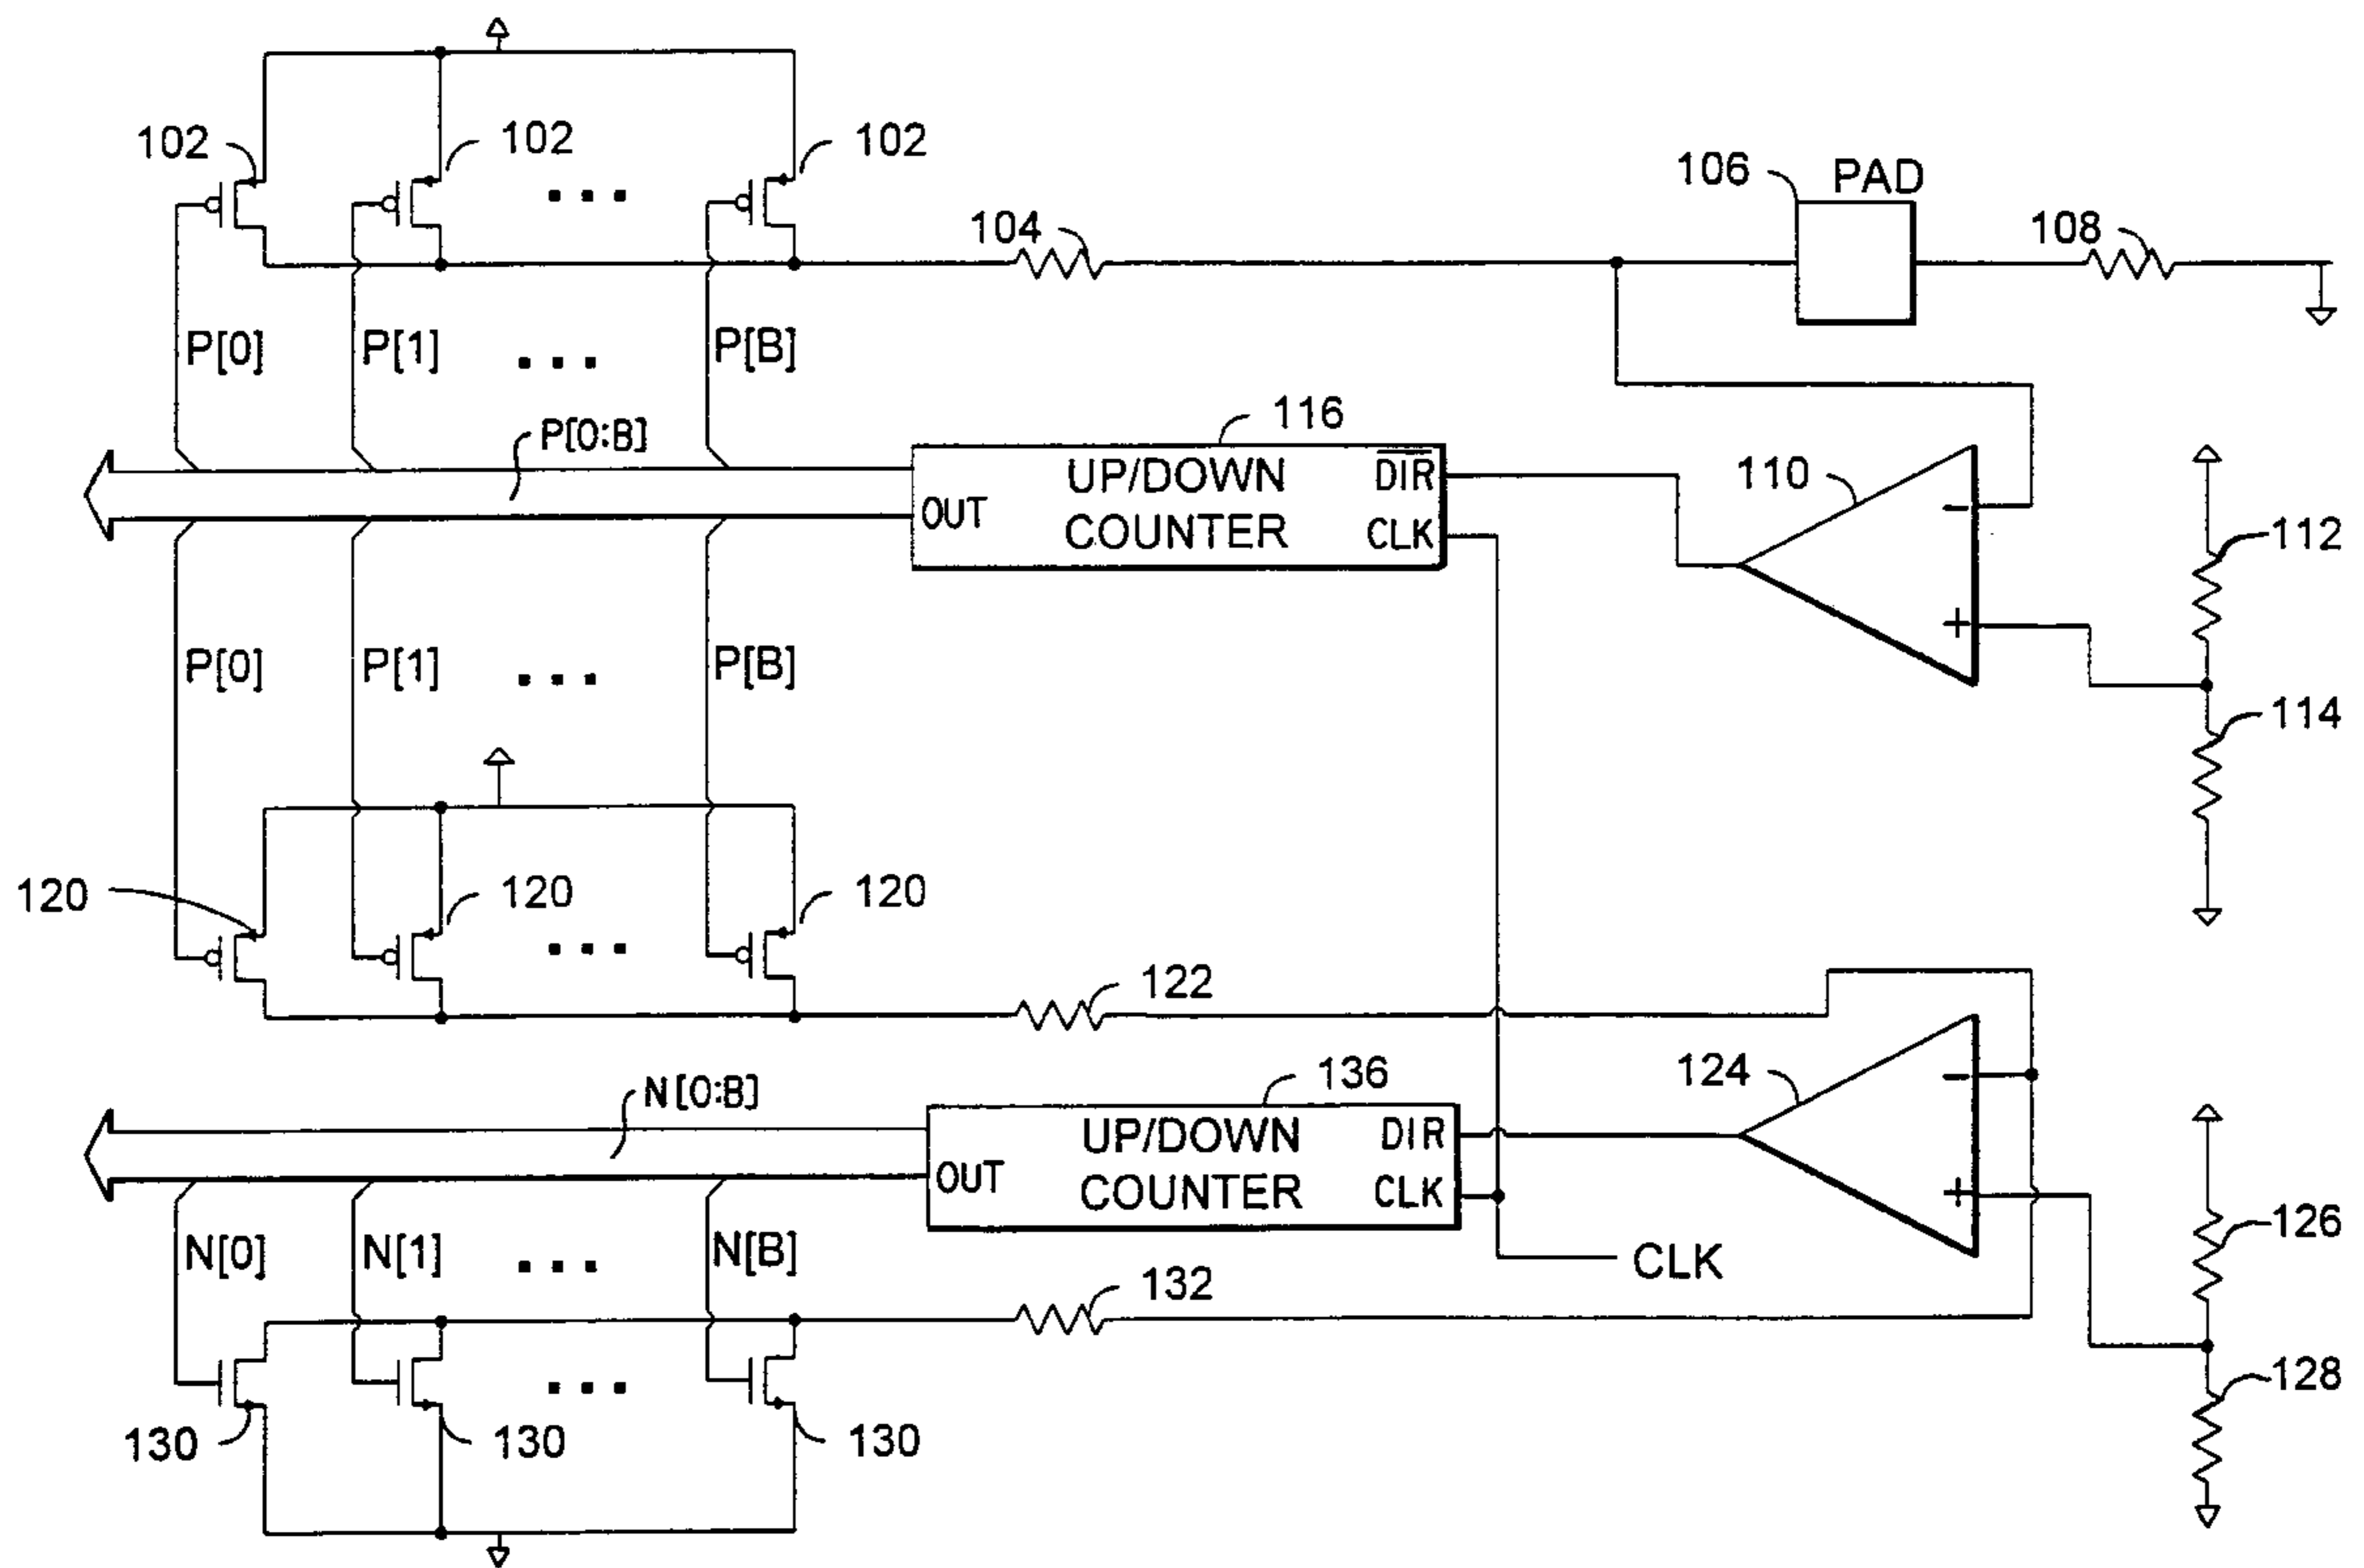 102
102
102
106
PAD
104
108
P[0]
P[1]
P[B]
P[0:B]
116
UP/DOWN
COUNTER
OUT
DIR
CLK
110
-
+
112
114
P[0]
P[1]
P[B]
120
120
120
122
N[0:B]
136
UP/DOWN
COUNTER
OUT
DIR
CLK
124
-
+
126
128
N[0]
N[1]
N[B]
CLK
132
130
130
130